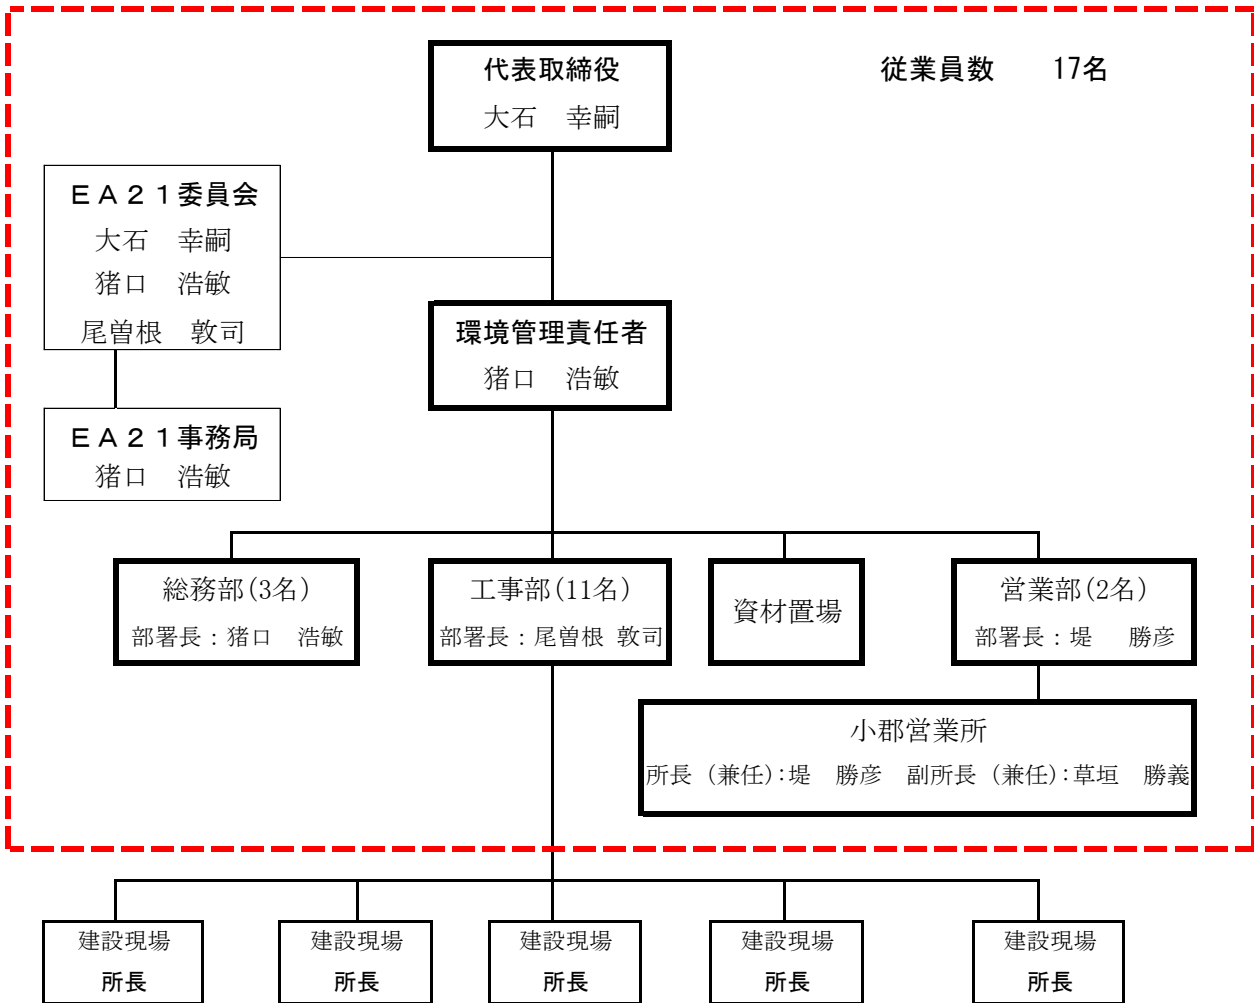 代表取締役
大石　幸嗣
従業員数　　17名
ＥＡ２１委員会
大石　幸嗣
猪口　浩敏
尾曽根　敦司
環境管理責任者
猪口　浩敏
ＥＡ２１事務局
猪口　浩敏
総務部(3名)
部署長：猪口　浩敏
工事部(11名)
部署長：尾曽根 敦司
資材置場
営業部(2名)
部署長：堤　　勝彦
小郡営業所
所長（兼任）：堤　勝彦　副所長（兼任）：草垣　勝義
建設現場
所長
建設現場
所長
建設現場
所長
建設現場
所長
建設現場
所長